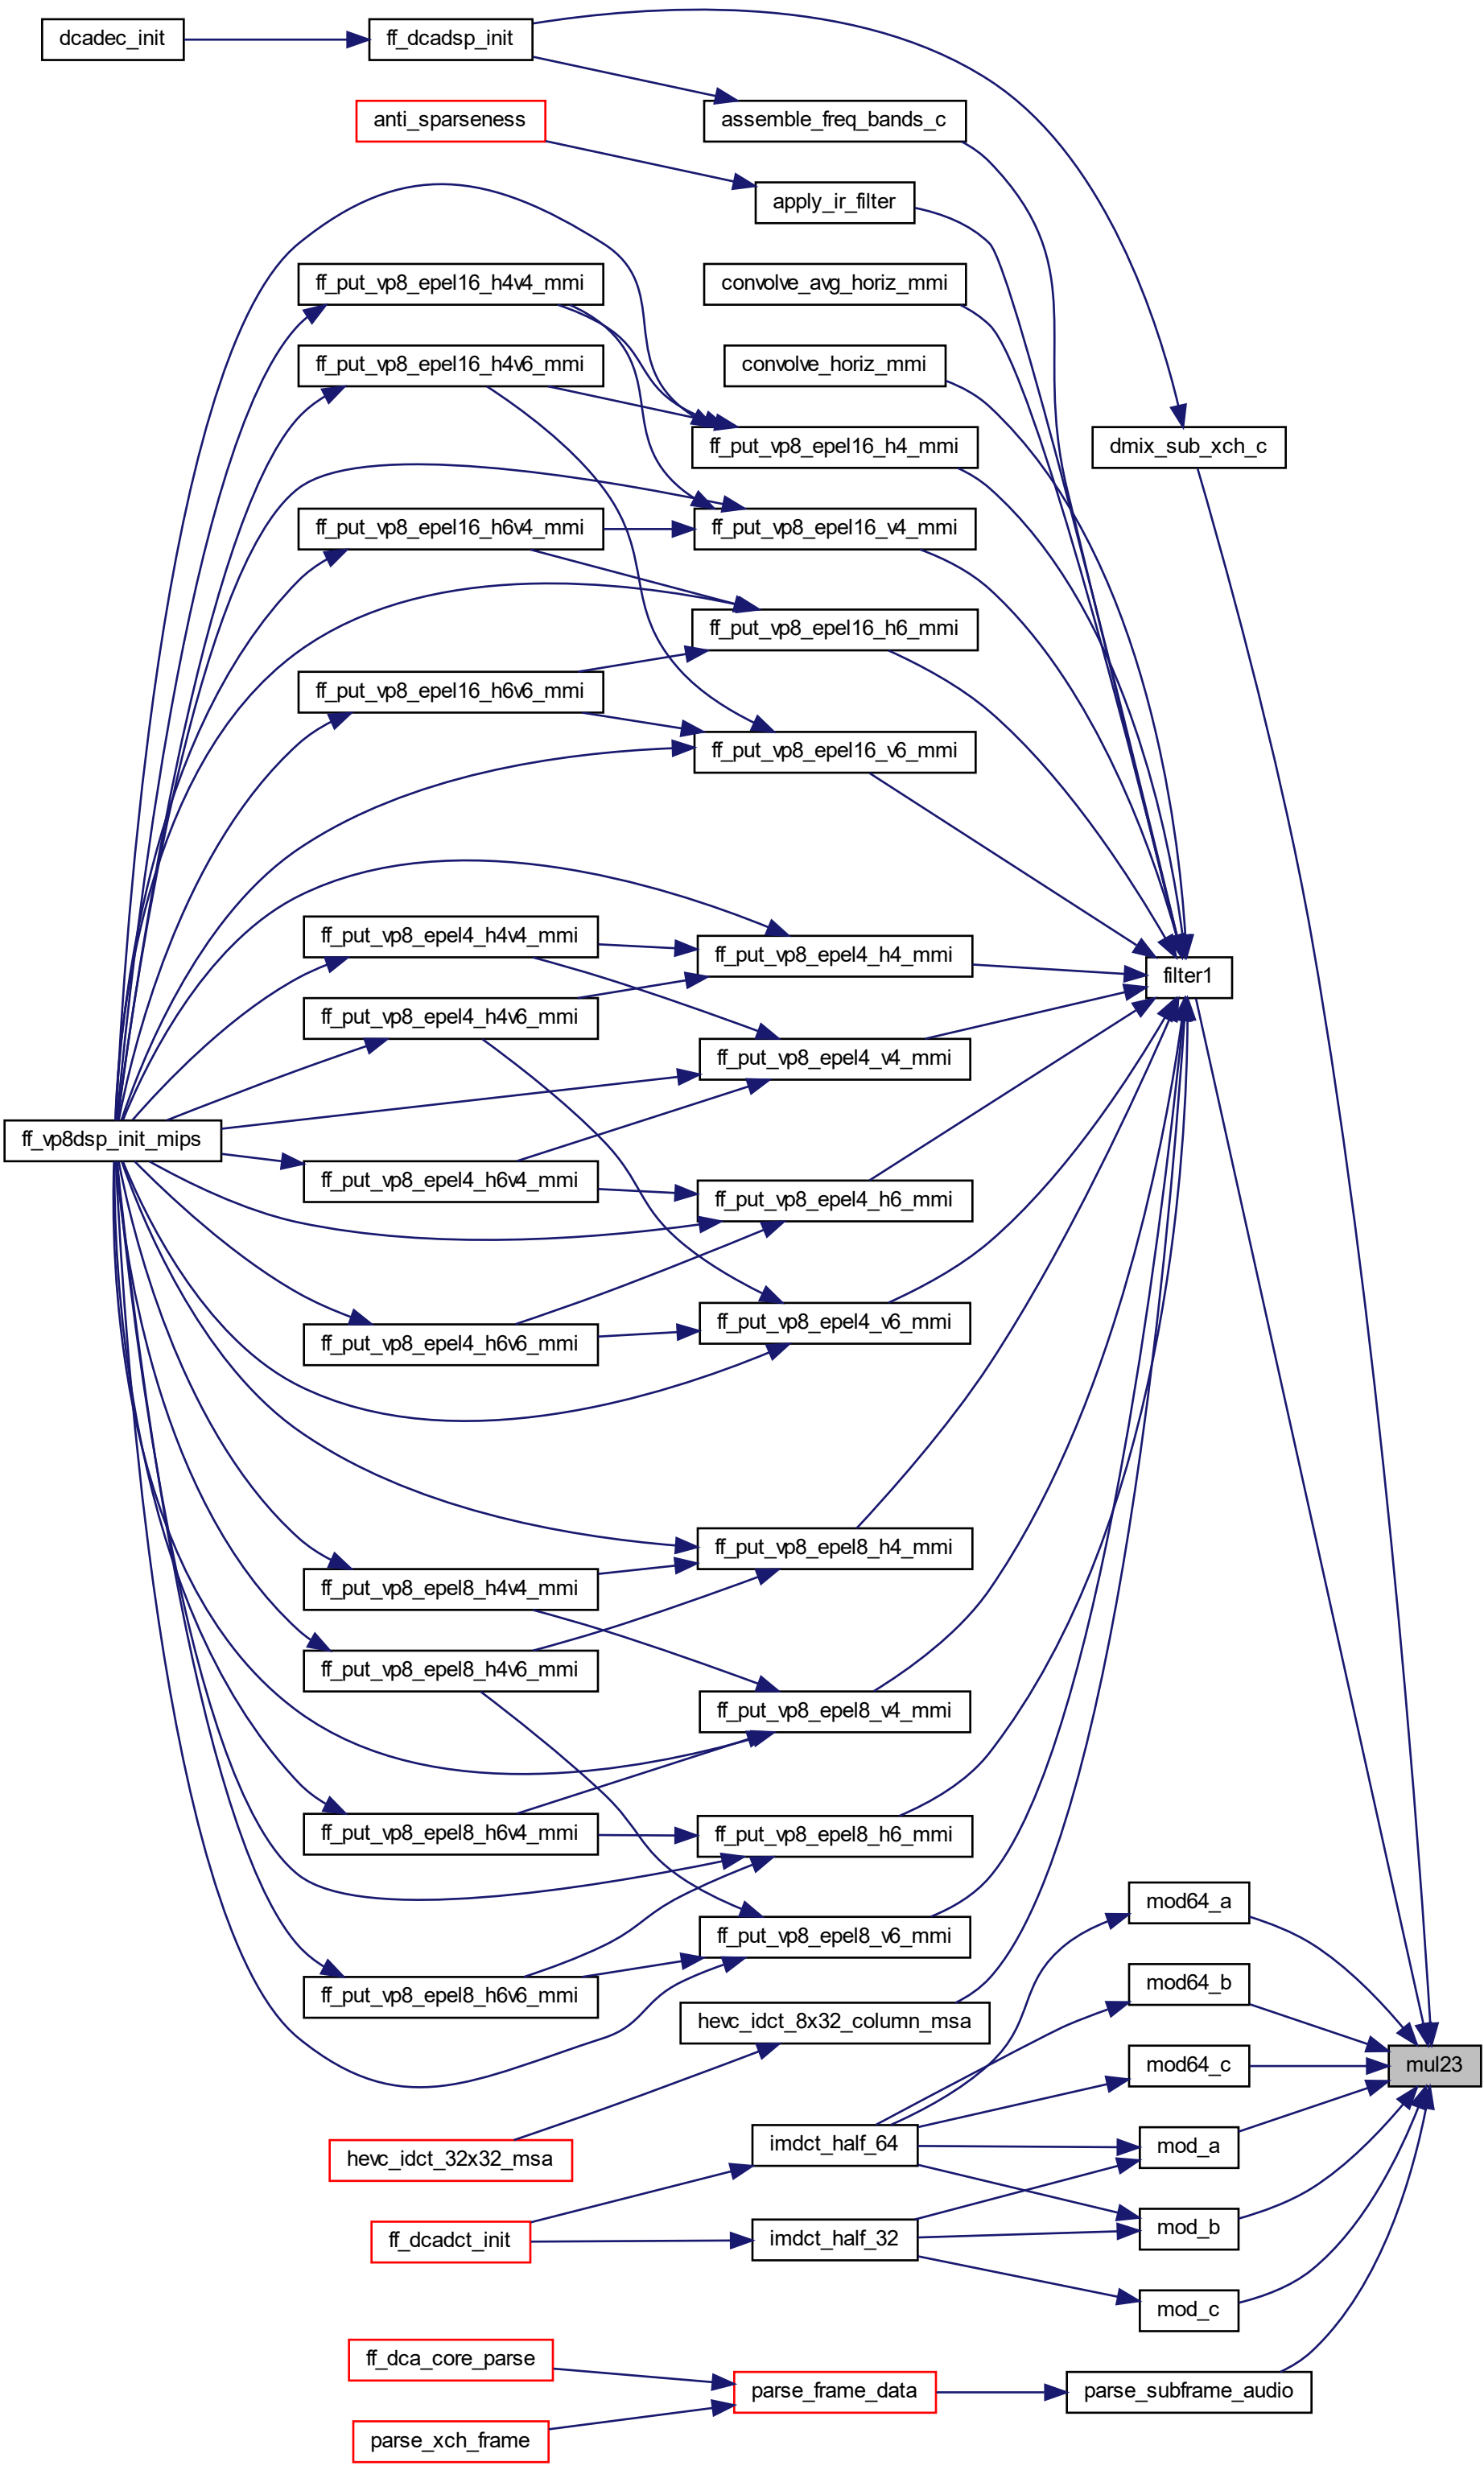 dcadec_init
ff_dcadsp_init
anti_sparseness
assemble_freq_bands_c
apply_ir_filter
ff_put_vp8_epel16_h4v4_mmi
convolve_avg_horiz_mmi
ff_put_vp8_epel16_h4v6_mmi
convolve_horiz_mmi
ff_put_vp8_epel16_h4_mmi
dmix_sub_xch_c
ff_put_vp8_epel16_h6v4_mmi
ff_put_vp8_epel16_v4_mmi
ff_put_vp8_epel16_h6_mmi
ff_put_vp8_epel16_h6v6_mmi
ff_put_vp8_epel16_v6_mmi
ff_put_vp8_epel4_h4v4_mmi
ff_put_vp8_epel4_h4_mmi
filter1
ff_put_vp8_epel4_h4v6_mmi
ff_put_vp8_epel4_v4_mmi
ff_vp8dsp_init_mips
ff_put_vp8_epel4_h6v4_mmi
ff_put_vp8_epel4_h6_mmi
ff_put_vp8_epel4_v6_mmi
ff_put_vp8_epel4_h6v6_mmi
ff_put_vp8_epel8_h4_mmi
ff_put_vp8_epel8_h4v4_mmi
ff_put_vp8_epel8_h4v6_mmi
ff_put_vp8_epel8_v4_mmi
ff_put_vp8_epel8_h6v4_mmi
ff_put_vp8_epel8_h6_mmi
mod64_a
ff_put_vp8_epel8_v6_mmi
mod64_b
ff_put_vp8_epel8_h6v6_mmi
hevc_idct_8x32_column_msa
mod64_c
mul23
imdct_half_64
mod_a
hevc_idct_32x32_msa
mod_b
ff_dcadct_init
imdct_half_32
mod_c
ff_dca_core_parse
parse_frame_data
parse_subframe_audio
parse_xch_frame